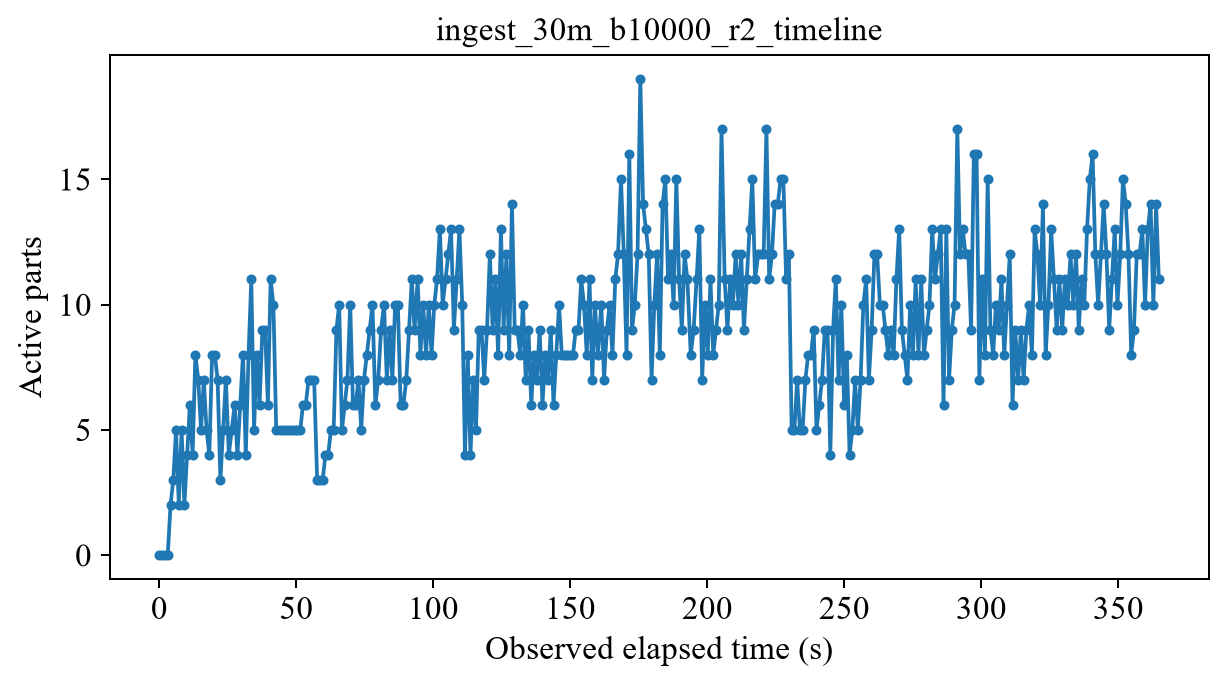 ingest_30m_b10000_r2_timeline
Active parts
15
10
5
0
0 50 100 150 200 250 300 350
Observed elapsed time (s)